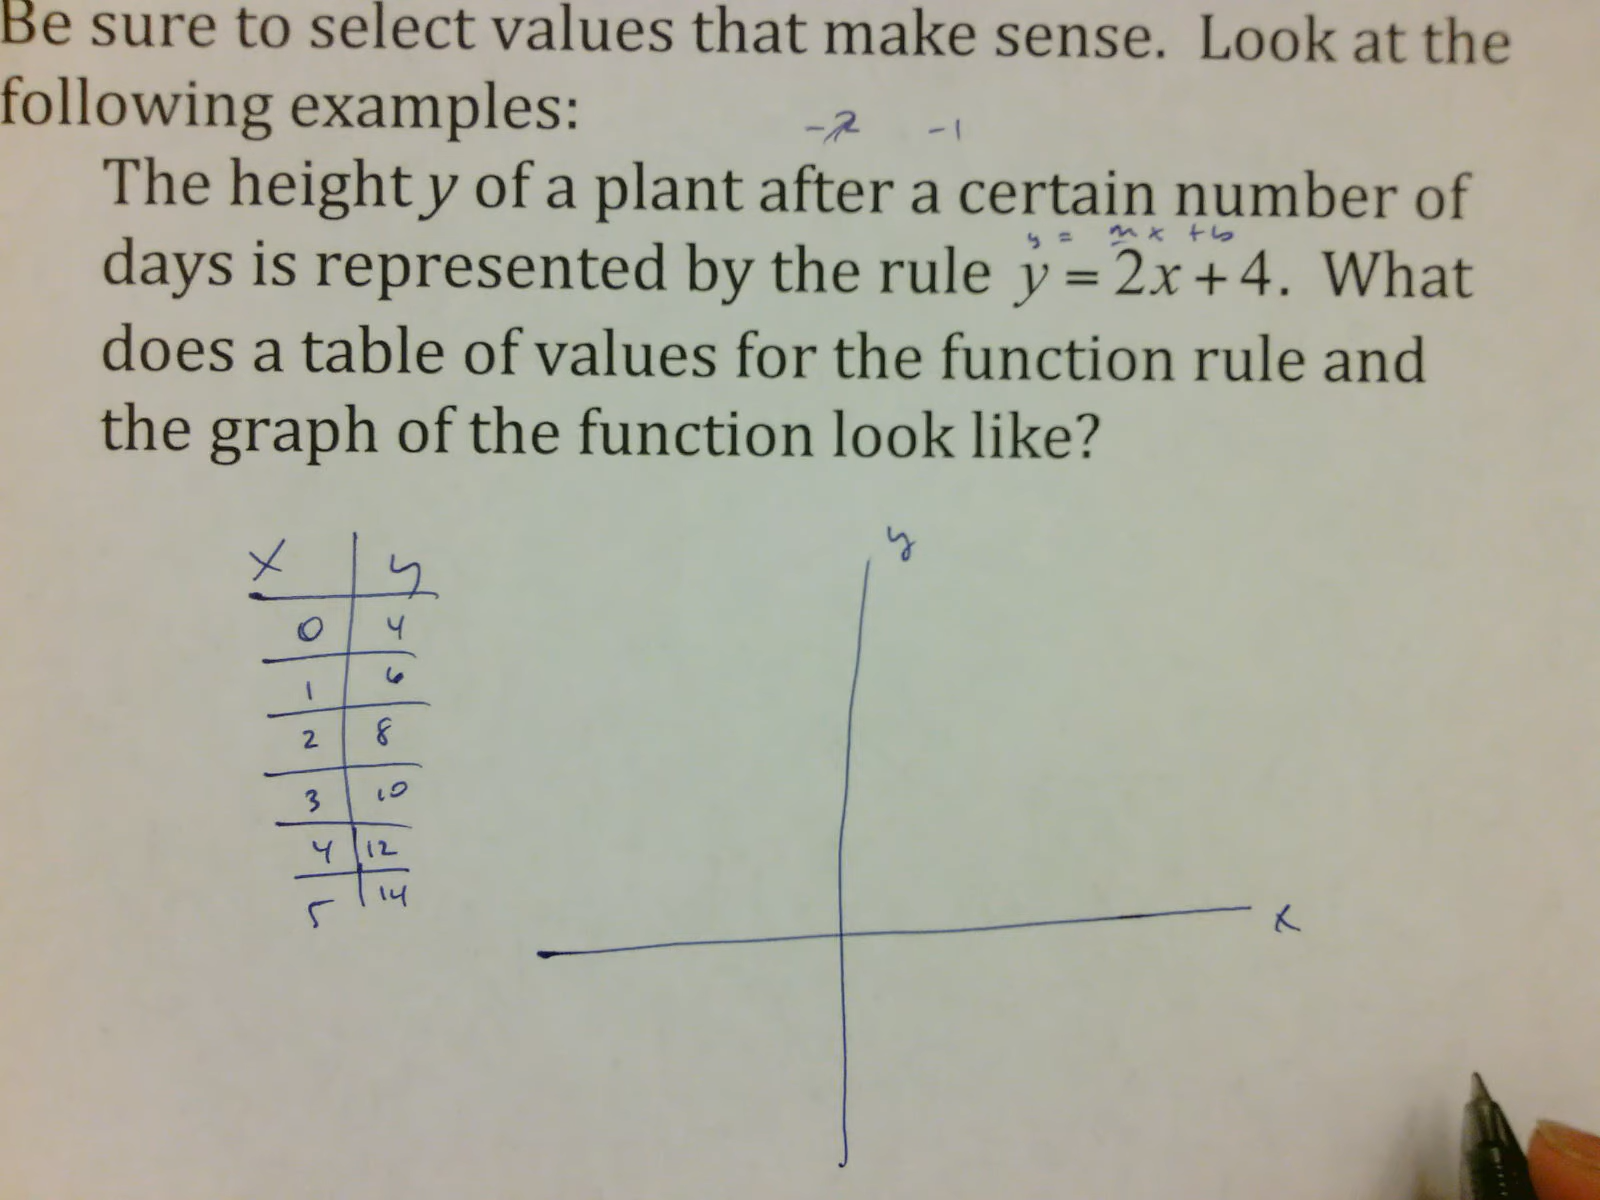 Be sure to select values that make sense. Look at the
following examples:
-2 -1
The height y of a plant after a certain number of
y = mx +b
days is represented by the rule y = 2x + 4. What
does a table of values for the function rule and
the graph of the function look like?
x y
0 4
1 6
2 8
3 10
4 12
5 14
y
x